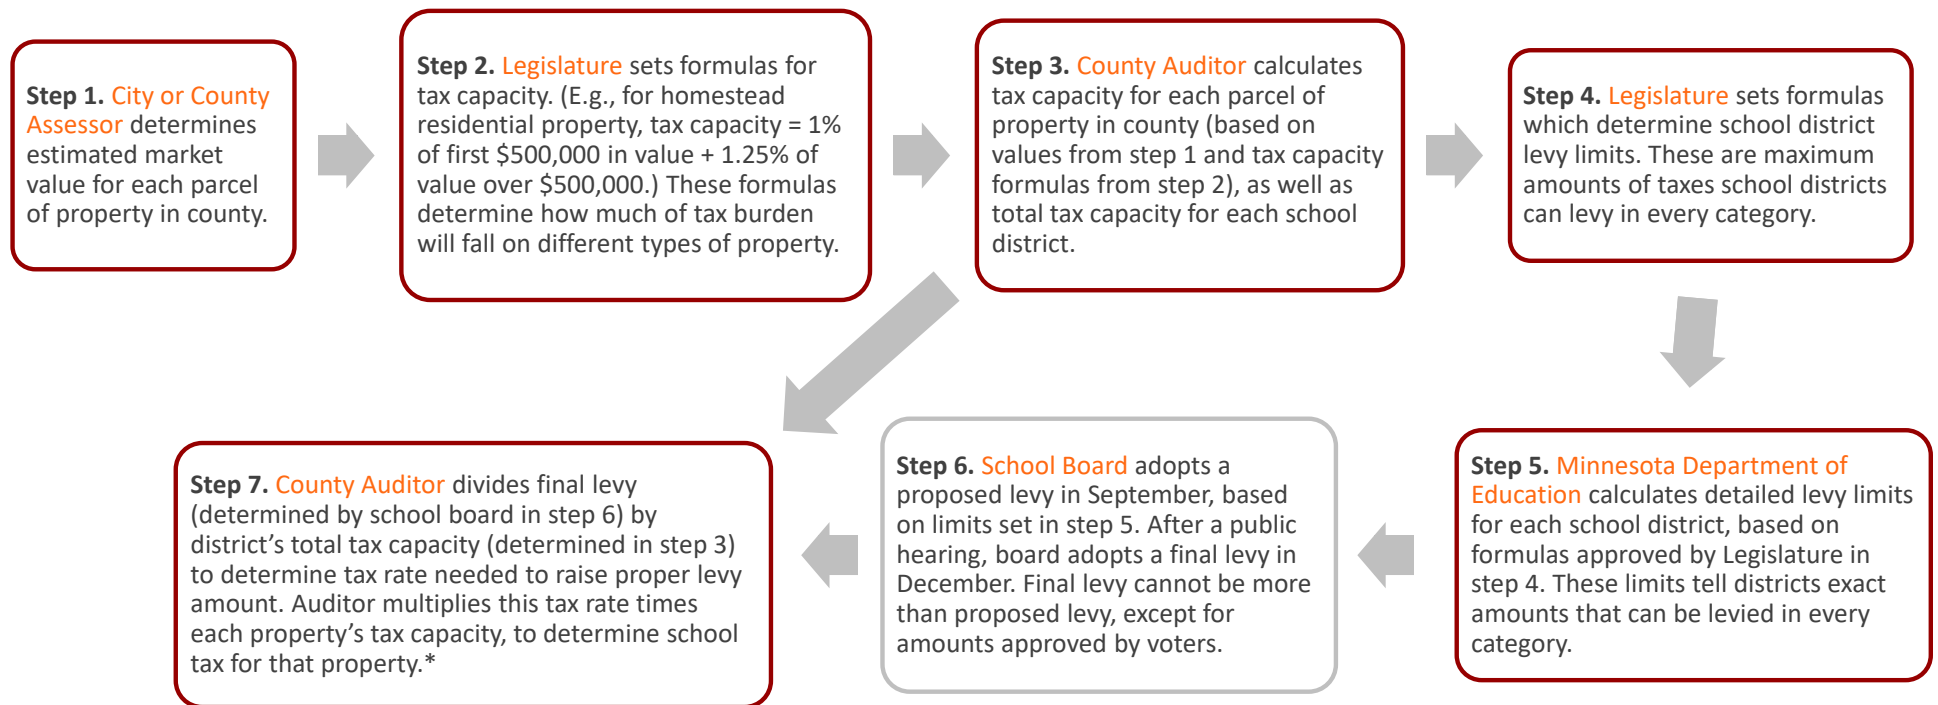 Step 1. City or County
Assessor determines
estimated market
value for each parcel
of property in county.
Step 2. Legislature sets formulas for
tax capacity. (E.g., for homestead
residential property, tax capacity = 1%
of first $500,000 in value + 1.25% of
value over $500,000.) These formulas
determine how much of tax burden
will fall on different types of property.
Step 3. County Auditor calculates
tax capacity for each parcel of
property in county (based on
values from step 1 and tax capacity
formulas from step 2), as well as
total tax capacity for each school
district.
Step 4. Legislature sets formulas
which determine school district
levy limits. These are maximum
amounts of taxes school districts
can levy in every category.
Step 5. Minnesota Department of
Education calculates detailed levy limits
for each school district, based on
formulas approved by Legislature in
step 4. These limits tell districts exact
amounts that can be levied in every
category.
Step 6. School Board adopts a
proposed levy in September, based
on limits set in step 5. After a public
hearing, board adopts a final levy in
December. Final levy cannot be more
than proposed levy, except for
amounts approved by voters.
Step 7. County Auditor divides final levy
(determined by school board in step 6) by
district’s total tax capacity (determined in step 3)
to determine tax rate needed to raise proper levy
amount. Auditor multiplies this tax rate times
each property’s tax capacity, to determine school
tax for that property.*